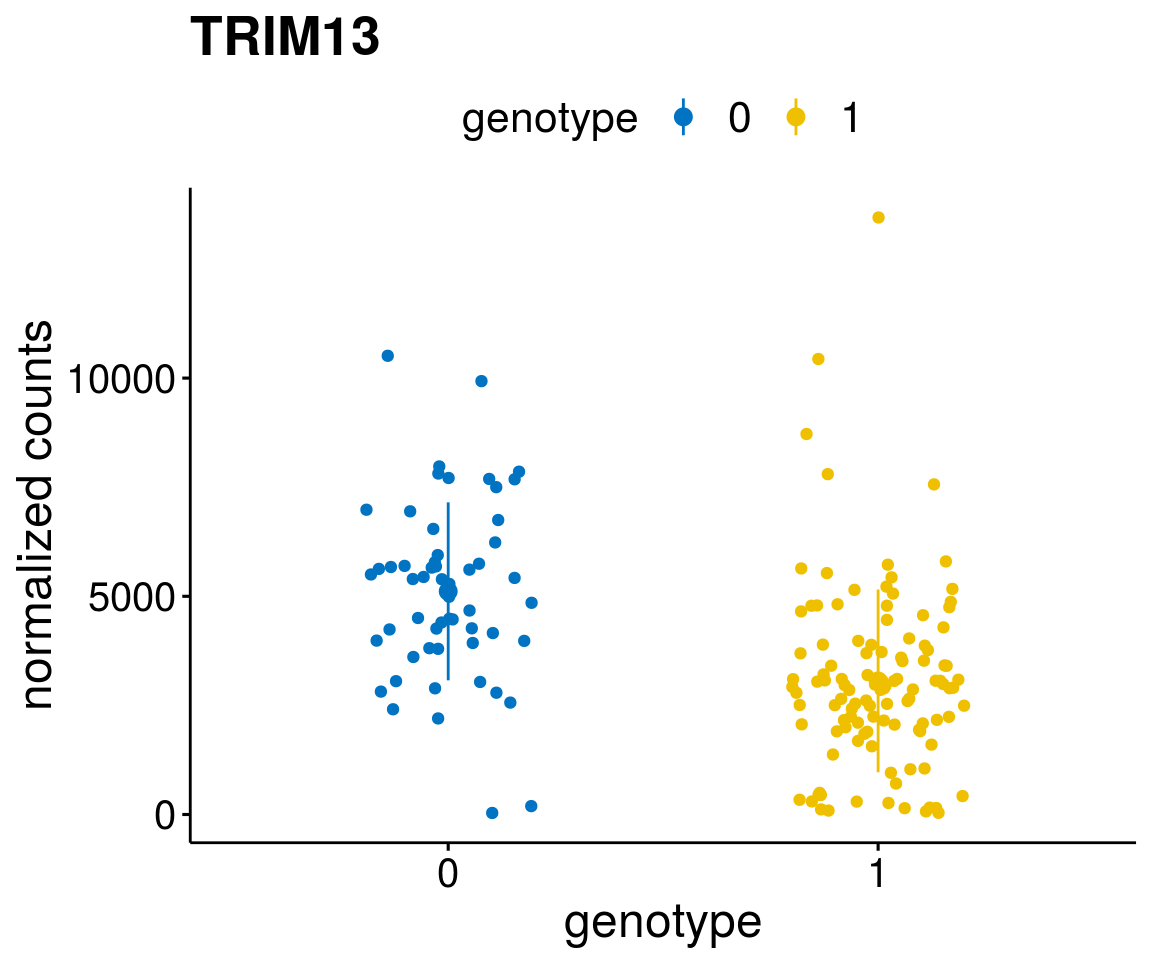 TRIM13
genotype 0 1
normalized counts
10000
5000
0
0 1
genotype